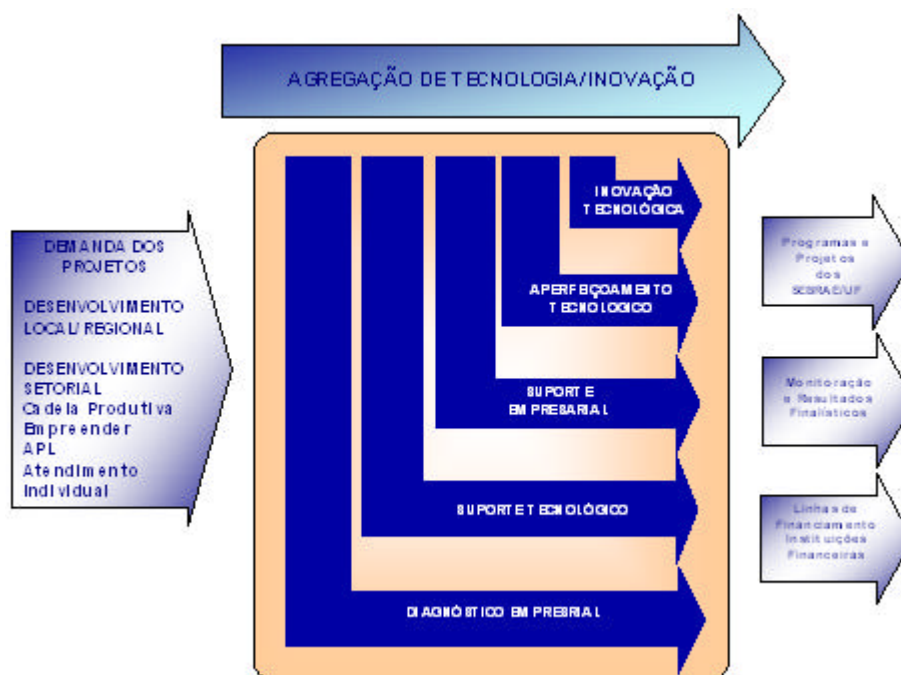 AGREGAÇÃO DE TECNOLOGIA/INOVAÇÃO
DEMANDA DOS
PROJETOS
DESENVOLVIMENTO
LOCAL/REGIONAL
DESENVOLVIMENTO
SETORIAL
Cadeia Produtiva
Empreender
APL
Atendimento
Individual
INOVAÇÃO
TECNOLÓGICA
APERFEIÇOAMENTO
TECNOLOGICO
SUPORTE
EMPRESARIAL
SUPORTE TECNOLÓGICO
DIAGNÓSTICO EMPRESRIAL
Programas e
Projetos
dos
SEBRAE/UF
Monitoração
e Resultados
Finalísticos
Linhas de
Financiamento
Instituições
Financeiras